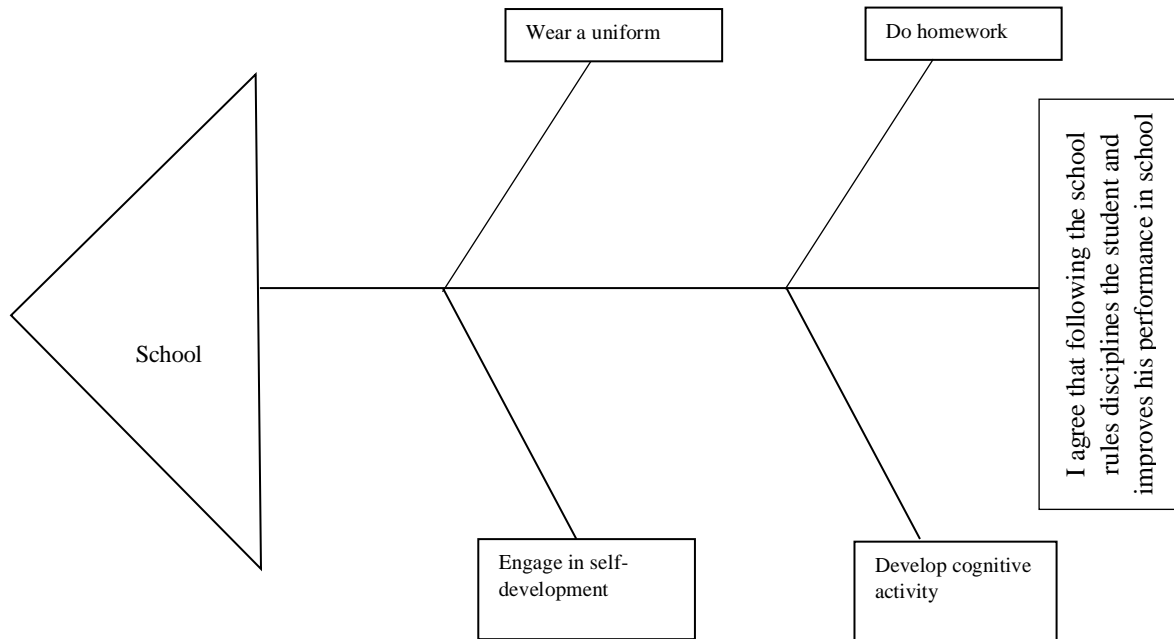 Wear a uniform
Do homework
School
I agree that following the school
rules disciplines the student and
improves his performance in school
Engage in self-
development
Develop cognitive
activity